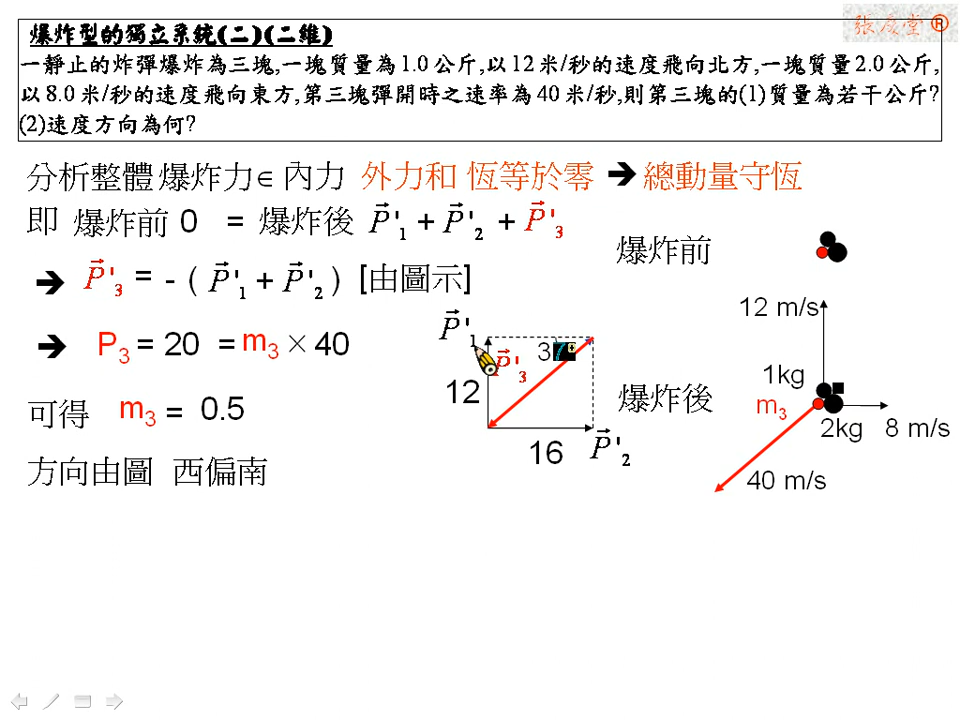 張成堂®
爆炸型的獨立系統(二)(二維)
一靜止的炸彈爆炸為三塊,一塊質量為1.0公斤,以12米/秒的速度飛向北方,一塊質量2.0公斤,
以8.0米/秒的速度飛向東方,第三塊彈開時之速率為40米/秒,則第三塊的(1)質量為若干公斤?
(2)速度方向為何?
分析整體 爆炸力∈ 內力 外力和 恆等於零 ➔ 總動量守恆
即 爆炸前 0 = 爆炸後 P⃗'₁ + P⃗'₂ + P⃗'₃
➔ P⃗'₃ = - ( P⃗'₁ + P⃗'₂ ) [由圖示]
➔ P₃ = 20 = m₃ × 40
可得 m₃ = 0.5
方向由圖 西偏南
P⃗'₁
P⃗'₃
3
12
16
P⃗'₂
爆炸前
12 m/s
1kg
爆炸後
m₃
2kg 8 m/s
40 m/s